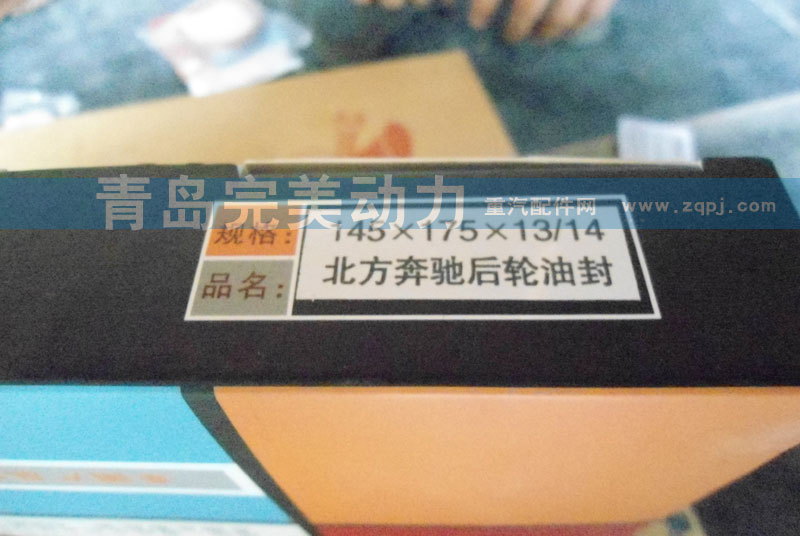 青岛完美动力 重汽配件网 www.zqpj.com
规格: 145×175×13/14
品名: 北方奔驰后轮油封